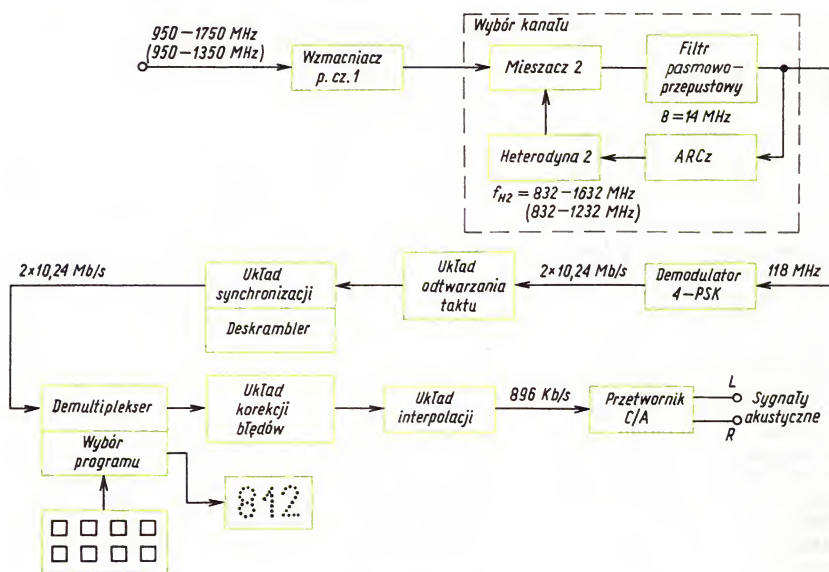 950–1750 MHz
(950–1350 MHz)
Wzmacniacz
p. cz. 1
Wybór kanału
Mieszacz 2
Filtr
pasmowo–
przepustowy
8 = 14 MHz
Heterodyna 2
ARCz
fH2 = 832–1632 MHz
(832–1232 MHz)
2×10,24 Mb/s
Układ
synchronizacji
Deskrambler
Układ
odtwarzania
taktu
2×10,24 Mb/s
Demodulator
4–PSK
118 MHz
Demultiplekser
Wybór
programu
Układ
korekcji
błędów
Układ
interpolacji
896 Kb/s
Przetwornik
C/A
L
R
Sygnały
akustyczne
812